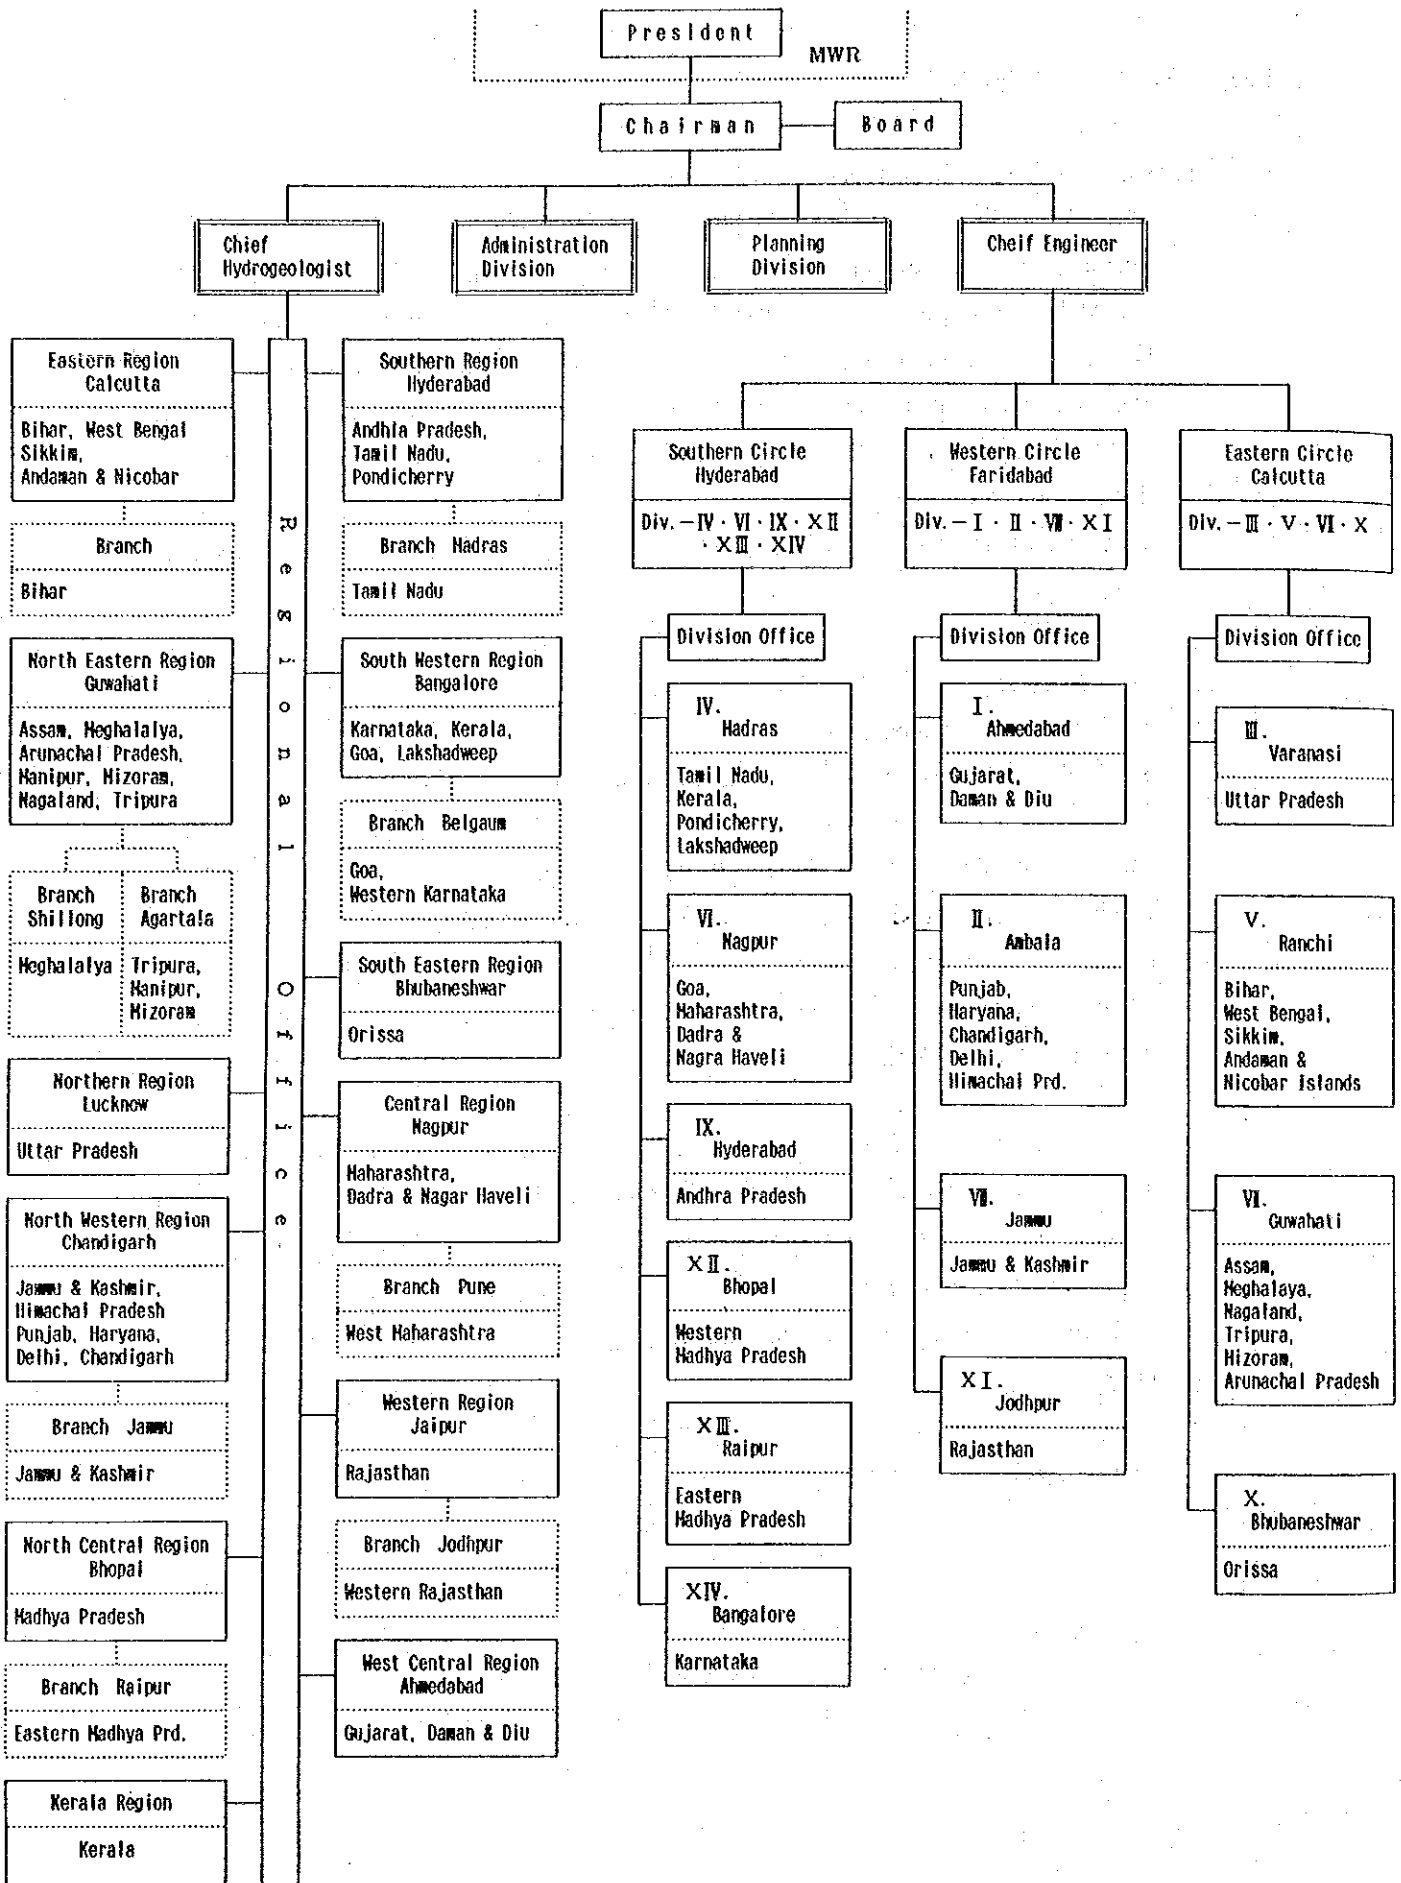 President
MWR
Chairman
Board
Chief
Hydrogeologist
Administration
Division
Planning
Division
Cheif Engineer
Regional Office
Eastern Region
Calcutta
Bihar, West Bengal
Sikkim,
Andaman & Nicobar
Branch
Bihar
North Eastern Region
Guwahati
Assam, Meghalalya,
Arunachal Pradesh,
Manipur, Mizoram,
Nagaland, Tripura
Branch
Shillong
Meghalalya
Branch
Agartala
Tripura,
Manipur,
Mizoram
Northern Region
Lucknow
Uttar Pradesh
North Western Region
Chandigarh
Jammu & Kashmir,
Himachal Pradesh
Punjab, Haryana,
Delhi, Chandigarh
Branch Jammu
Jammu & Kashmir
North Central Region
Bhopal
Madhya Pradesh
Branch Raipur
Eastern Madhya Prd.
Kerala Region
Kerala
Southern Region
Hyderabad
Andhla Pradesh,
Tamil Nadu,
Pondicherry
Branch Madras
Tamil Nadu
South Western Region
Bangalore
Karnataka, Kerala,
Goa, Lakshadweep
Branch Belgaum
Goa,
Western Karnataka
South Eastern Region
Bhubaneshwar
Orissa
Central Region
Nagpur
Maharashtra,
Dadra & Nagar Haveli
Branch Pune
West Maharashtra
Western Region
Jaipur
Rajasthan
Branch Jodhpur
Western Rajasthan
West Central Region
Ahmedabad
Gujarat, Daman & Diu
Southern Circle
Hyderabad
Div.-Ⅳ・Ⅵ・Ⅸ・ⅩⅡ
・ⅩⅢ・ⅩⅣ
Division Office
Ⅳ.
Madras
Tamil Nadu,
Kerala,
Pondicherry,
Lakshadweep
Ⅵ.
Nagpur
Goa,
Maharashtra,
Dadra &
Nagra Haveli
Ⅸ.
Hyderabad
Andhra Pradesh
ⅩⅡ.
Bhopal
Western
Madhya Pradesh
ⅩⅢ.
Raipur
Eastern
Madhya Pradesh
ⅩⅣ.
Bangalore
Karnataka
Western Circle
Faridabad
Div.-Ⅰ・Ⅱ・Ⅷ・ⅩⅠ
Division Office
Ⅰ.
Ahmedabad
Gujarat,
Daman & Diu
Ⅱ.
Ambala
Punjab,
Haryana,
Chandigarh,
Delhi,
Himachal Prd.
Ⅷ.
Jammu
Jammu & Kashmir
ⅩⅠ.
Jodhpur
Rajasthan
Eastern Circle
Calcutta
Div.-Ⅲ・Ⅴ・Ⅵ・Ⅹ
Division Office
Ⅲ.
Varanasi
Uttar Pradesh
Ⅴ.
Ranchi
Bihar,
West Bengal,
Sikkim,
Andaman &
Nicobar Islands
Ⅵ.
Guwahati
Assam,
Meghalaya,
Nagaland,
Tripura,
Mizoram,
Arunachal Pradesh
Ⅹ.
Bhubaneshwar
Orissa